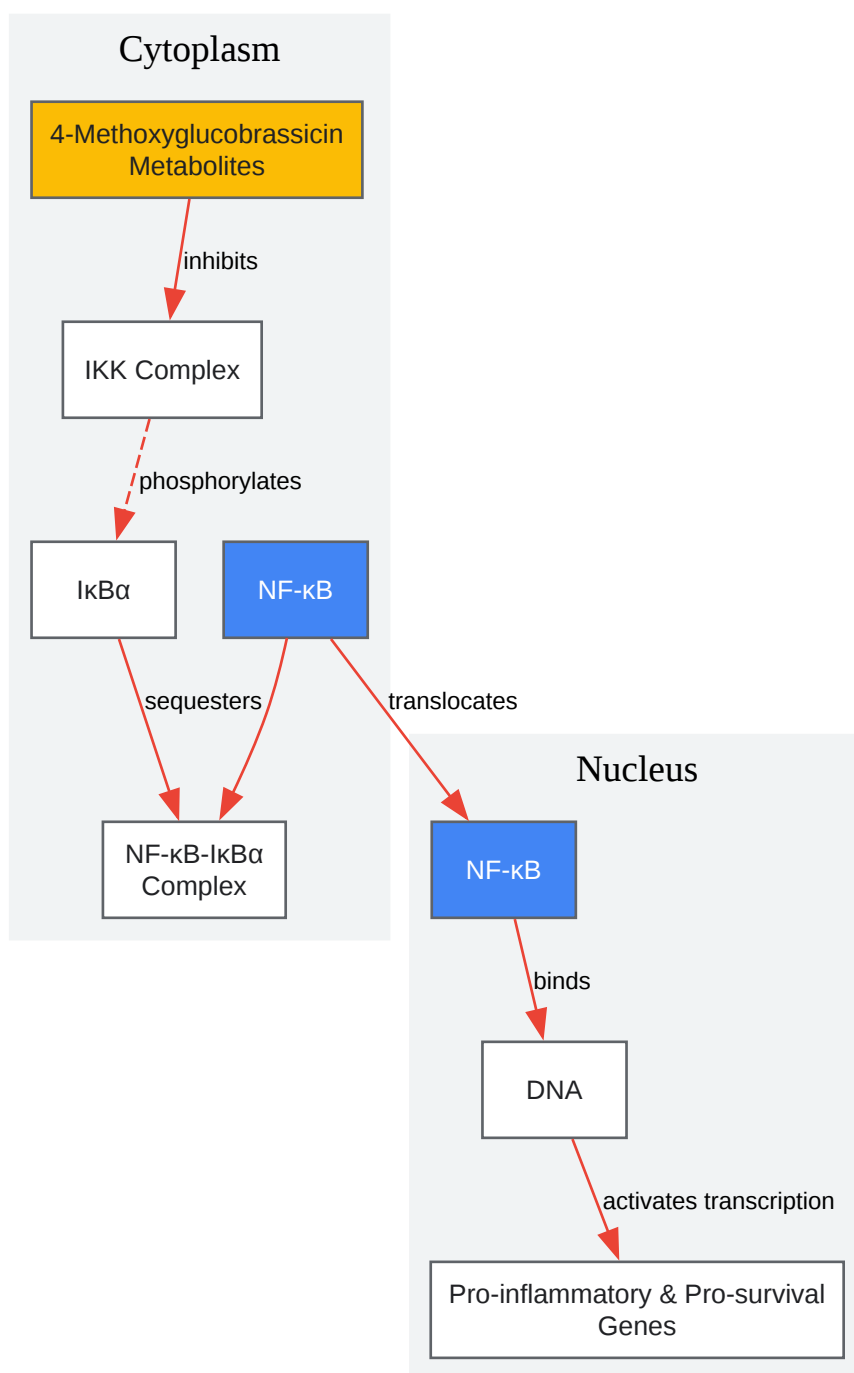 Cytoplasm
4-Methoxyglucobrassicin
Metabolites
inhibits
IKK Complex
phosphorylates
IκBα
NF-κB
sequesters
translocates
NF-κB-IκBα
Complex
Nucleus
NF-κB
binds
DNA
activates transcription
Pro-inflammatory & Pro-survival
Genes